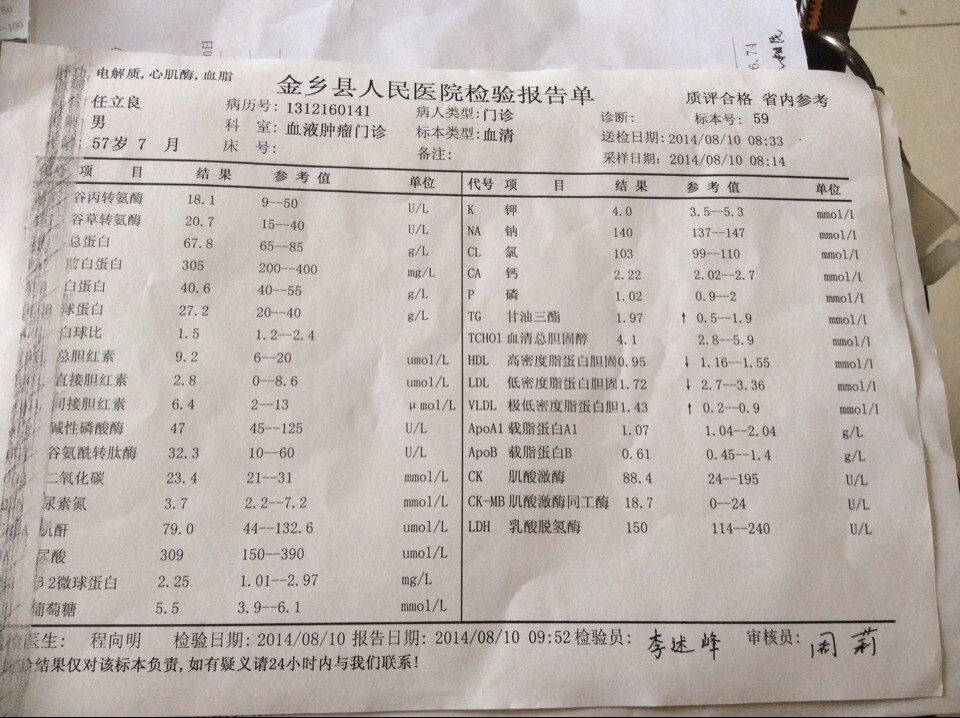 电解质,心肌酶,血脂
金乡县人民医院检验报告单
质评合格 省内参考
任立良 病历号: 1312160141 病人类型: 门诊 诊断: 标本号: 59
男 科 室: 血液肿瘤门诊 标本类型: 血清 送检日期: 2014/08/10 08:33
57岁 7 月 床 号: 备注: 采样日期: 2014/08/10 08:14
项 目 结 果 参 考 值 单位
谷丙转氨酶 18.1 9--50 U/L
谷草转氨酶 20.7 15--40 U/L
总蛋白 67.8 65--85 g/L
前白蛋白 305 200--400 mg/L
白蛋白 40.6 40--55 g/L
球蛋白 27.2 20--40 g/L
白球比 1.5 1.2--2.4
总胆红素 9.2 6--20 umol/L
直接胆红素 2.8 0--8.6 umol/L
间接胆红素 6.4 2--13 μmol/L
碱性磷酸酶 47 45--125 U/L
谷氨酰转肽酶 32.3 10--60 U/L
二氧化碳 23.4 21--31 mmol/L
尿素氮 3.7 2.2--7.2 mmol/L
肌酐 79.0 44--132.6 umol/L
尿酸 309 150--390 umol/L
2微球蛋白 2.25 1.01--2.97 mg/L
葡萄糖 5.5 3.9--6.1 mmol/L
代号 项 目 结 果 参 考 值 单位
K 钾 4.0 3.5--5.3 mmol/l
NA 钠 140 137--147 mmol/l
CL 氯 103 99--110 mmol/l
CA 钙 2.22 2.02--2.7 mmol/l
P 磷 1.02 0.9--2 mmol/l
TG 甘油三酯 1.97 ↑ 0.5--1.9 mmol/l
TCHO1 血清总胆固醇 4.1 2.8--5.9 mmol/l
HDL 高密度脂蛋白胆固0.95 ↓ 1.16--1.55 mmol/l
LDL 低密度脂蛋白胆固1.72 ↓ 2.7--3.36 mmol/l
VLDL 极低密度脂蛋白胆1.43 ↑ 0.2--0.9 mmol/l
ApoA1 载脂蛋白A1 1.07 1.04--2.04 g/L
ApoB 载脂蛋白B 0.61 0.45--1.4 g/L
CK 肌酸激酶 88.4 24--195 U/L
CK-MB 肌酸激酶同工酶 18.7 0--24 U/L
LDH 乳酸脱氢酶 150 114--240 U/L
医生: 程向明 检验日期: 2014/08/10 报告日期: 2014/08/10 09:52 检验员: 李述峰 审核员: 周莉
结果仅对该标本负责,如有疑义请24小时内与我们联系!